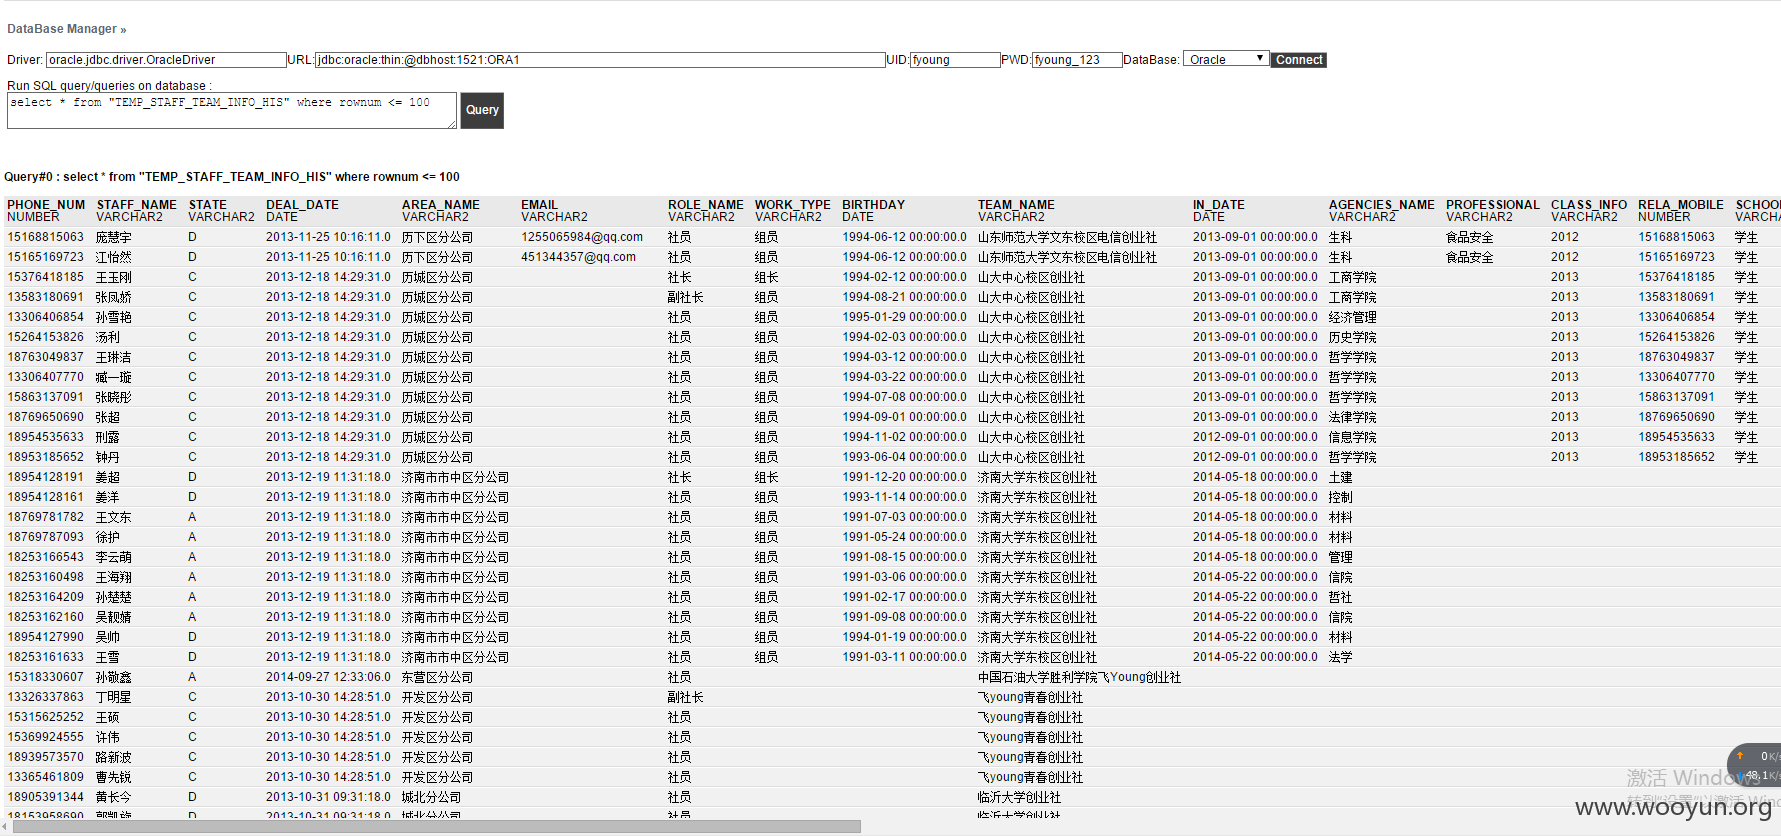 DataBase Manager »
Driver: oracle.jdbc.driver.OracleDriver URL: jdbc:oracle:thin:@dbhost:1521:ORA1 UID: fyoung PWD: fyoung_123 DataBase: Oracle Connect
Run SQL query/queries on database :
select * from "TEMP_STAFF_TEAM_INFO_HIS" where rownum <= 100
Query
Query#0 : select * from "TEMP_STAFF_TEAM_INFO_HIS" where rownum <= 100
PHONE_NUM STAFF_NAME STATE DEAL_DATE AREA_NAME EMAIL ROLE_NAME WORK_TYPE BIRTHDAY TEAM_NAME IN_DATE AGENCIES_NAME PROFESSIONAL CLASS_INFO RELA_MOBILE SCHOO
NUMBER VARCHAR2 VARCHAR2 DATE VARCHAR2 VARCHAR2 VARCHAR2 VARCHAR2 DATE VARCHAR2 DATE VARCHAR2 VARCHAR2 VARCHAR2 NUMBER VARCH
15168815063 庞慧宇 D 2013-11-25 10:16:11.0 历下区分公司 1255065984@qq.com 社员 组员 1994-06-12 00:00:00.0 山东师范大学文东校区电信创业社 2013-09-01 00:00:00.0 生科 食品安全 2012 15168815063 学生
15165169723 江怡然 D 2013-11-25 10:16:11.0 历下区分公司 451344357@qq.com 社员 组员 1994-06-12 00:00:00.0 山东师范大学文东校区电信创业社 2013-09-01 00:00:00.0 生科 食品安全 2012 15165169723 学生
15376418185 王玉刚 C 2013-12-18 14:29:31.0 历城区分公司 社长 组长 1994-02-12 00:00:00.0 山大中心校区创业社 2013-09-01 00:00:00.0 工商学院 2013 15376418185 学生
13583180691 张凤娇 C 2013-12-18 14:29:31.0 历城区分公司 副社长 组员 1994-08-21 00:00:00.0 山大中心校区创业社 2013-09-01 00:00:00.0 工商学院 2013 13583180691 学生
13306406854 孙雪艳 C 2013-12-18 14:29:31.0 历城区分公司 社员 组员 1995-01-29 00:00:00.0 山大中心校区创业社 2013-09-01 00:00:00.0 经济管理 2013 13306406854 学生
15264153826 汤利 C 2013-12-18 14:29:31.0 历城区分公司 社员 组员 1994-02-03 00:00:00.0 山大中心校区创业社 2013-09-01 00:00:00.0 历史学院 2013 15264153826 学生
18763049837 王琳洁 C 2013-12-18 14:29:31.0 历城区分公司 社员 组员 1994-03-12 00:00:00.0 山大中心校区创业社 2013-09-01 00:00:00.0 哲学学院 2013 18763049837 学生
13306407770 臧一璇 C 2013-12-18 14:29:31.0 历城区分公司 社员 组员 1994-03-22 00:00:00.0 山大中心校区创业社 2013-09-01 00:00:00.0 哲学学院 2013 13306407770 学生
15863137091 张晓彤 C 2013-12-18 14:29:31.0 历城区分公司 社员 组员 1994-07-08 00:00:00.0 山大中心校区创业社 2013-09-01 00:00:00.0 哲学学院 2013 15863137091 学生
18769650690 张超 C 2013-12-18 14:29:31.0 历城区分公司 社员 组员 1994-09-01 00:00:00.0 山大中心校区创业社 2013-09-01 00:00:00.0 法律学院 2013 18769650690 学生
18954535633 刑露 C 2013-12-18 14:29:31.0 历城区分公司 社员 组员 1994-11-02 00:00:00.0 山大中心校区创业社 2012-09-01 00:00:00.0 信息学院 2013 18954535633 学生
18953185652 钟丹 C 2013-12-18 14:29:31.0 历城区分公司 社员 组员 1993-06-04 00:00:00.0 山大中心校区创业社 2012-09-01 00:00:00.0 哲学学院 2013 18953185652 学生
18954128191 姜超 D 2013-12-19 11:31:18.0 济南市市中区分公司 社长 组长 1991-12-20 00:00:00.0 济南大学东校区创业社 2014-05-18 00:00:00.0 土建
18954128161 姜洋 D 2013-12-19 11:31:18.0 济南市市中区分公司 社员 组员 1993-11-14 00:00:00.0 济南大学东校区创业社 2014-05-18 00:00:00.0 控制
18769781782 王文东 A 2013-12-19 11:31:18.0 济南市市中区分公司 社员 组员 1991-07-03 00:00:00.0 济南大学东校区创业社 2014-05-18 00:00:00.0 材料
18769787093 徐护 A 2013-12-19 11:31:18.0 济南市市中区分公司 社员 组员 1991-05-24 00:00:00.0 济南大学东校区创业社 2014-05-18 00:00:00.0 材料
18253166543 李云萌 A 2013-12-19 11:31:18.0 济南市市中区分公司 社员 组员 1991-08-15 00:00:00.0 济南大学东校区创业社 2014-05-18 00:00:00.0 管理
18253160498 王海翔 A 2013-12-19 11:31:18.0 济南市市中区分公司 社员 组员 1991-03-06 00:00:00.0 济南大学东校区创业社 2014-05-22 00:00:00.0 信院
18253164209 孙楚楚 A 2013-12-19 11:31:18.0 济南市市中区分公司 社员 组员 1991-02-17 00:00:00.0 济南大学东校区创业社 2014-05-22 00:00:00.0 哲社
18253162160 吴靓婧 A 2013-12-19 11:31:18.0 济南市市中区分公司 社员 组员 1991-09-08 00:00:00.0 济南大学东校区创业社 2014-05-22 00:00:00.0 信院
18954127990 吴帅 D 2013-12-19 11:31:18.0 济南市市中区分公司 社员 组员 1994-01-19 00:00:00.0 济南大学东校区创业社 2014-05-22 00:00:00.0 材料
18253161633 王雪 D 2013-12-19 11:31:18.0 济南市市中区分公司 社员 组员 1991-03-11 00:00:00.0 济南大学东校区创业社 2014-05-22 00:00:00.0 法学
15318330607 孙敬鑫 A 2014-09-27 12:33:06.0 东营区分公司 社员 中国石油大学胜利学院飞Young创业社
13326337863 丁明星 C 2013-10-30 14:28:51.0 开发区分公司 副社长 飞young青春创业社
15315625252 王硕 C 2013-10-30 14:28:51.0 开发区分公司 社员 飞young青春创业社
15369924555 许伟 C 2013-10-30 14:28:51.0 开发区分公司 社员 飞young青春创业社
18939573570 路新波 C 2013-10-30 14:28:51.0 开发区分公司 社员 飞young青春创业社
13365461809 曹先锐 C 2013-10-30 14:28:51.0 开发区分公司 社员 飞young青春创业社
18905391344 黄长今 D 2013-10-31 09:31:18.0 城北分公司 社员 临沂大学创业社
18153958690 郭凯旋 D 2013-10-31 09:31:18.0 城北分公司 社员 临沂大学创业社
0K/s
48.1K/s
激活 Windows
转到"设置"以激活 Wind
www.wooyun.org